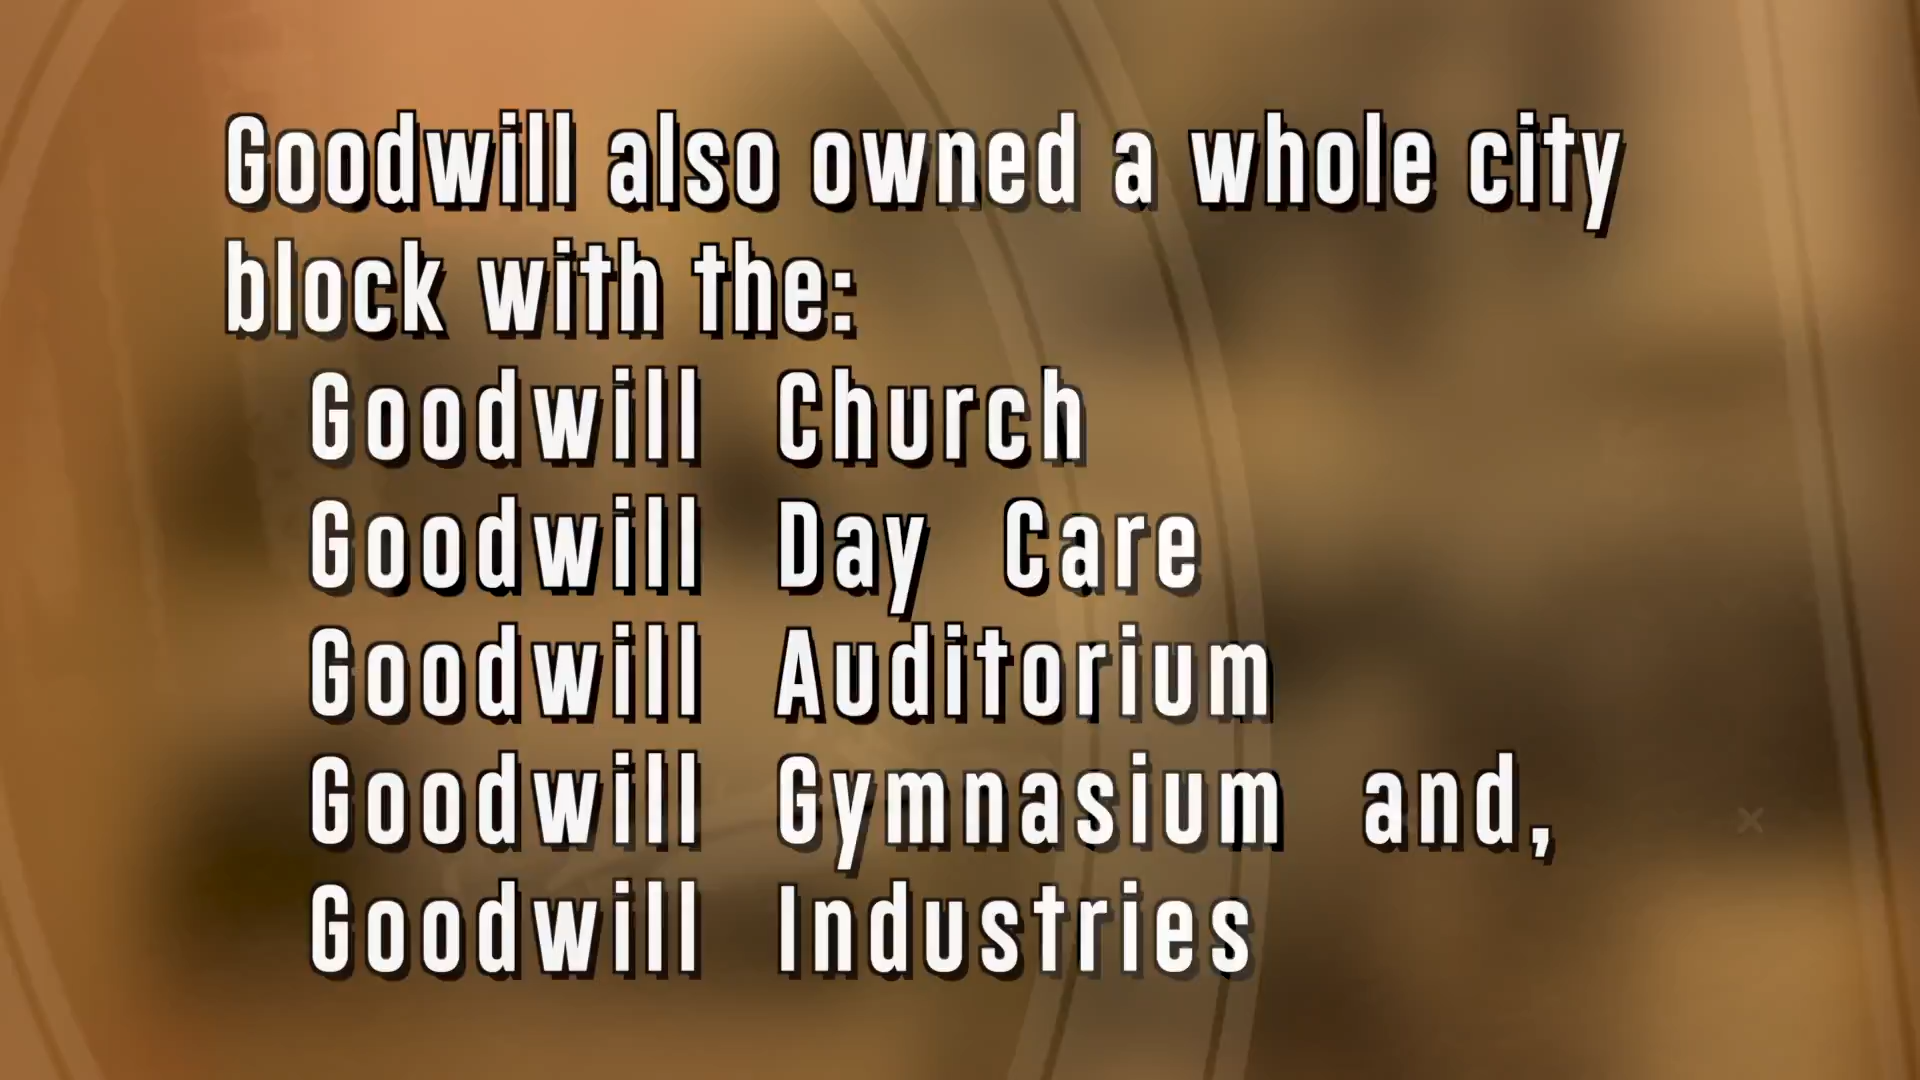 Goodwill also owned a whole city
block with the:
Goodwill Church
Goodwill Day Care
Goodwill Auditorium
Goodwill Gymnasium and,
Goodwill Industries